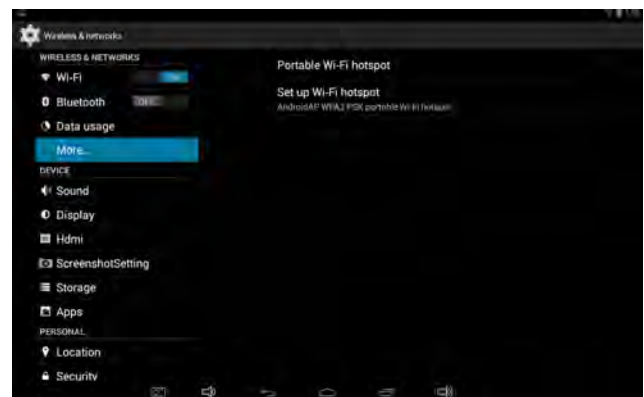 Wireless & networks
WIRELESS & NETWORKS
Wi-Fi
Bluetooth OFF
Data usage
More...
DEVICE
Sound
Display
Hdmi
ScreenshotSetting
Storage
Apps
PERSONAL
Location
Security
Portable Wi-Fi hotspot
Set up Wi-Fi hotspot
AndroidAP WPA2 PSK portable Wi-Fi hotspot